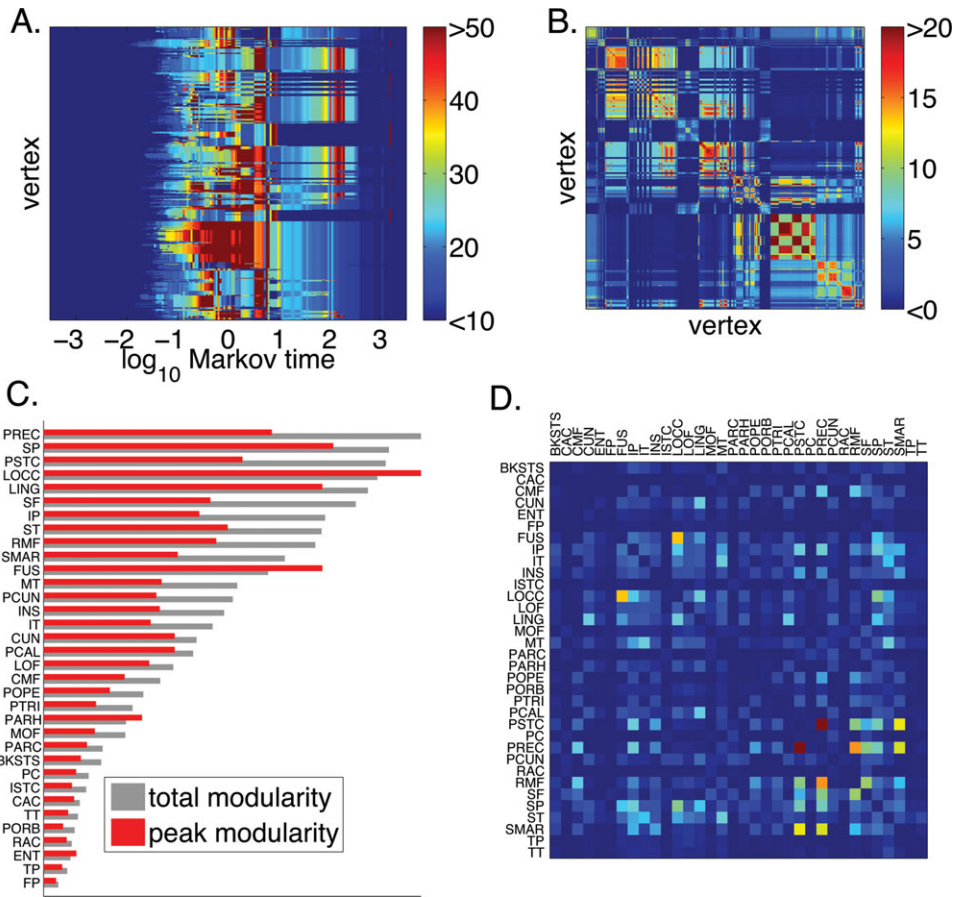 A.
vertex
−3 −2 −1 0 1 2 3
log10 Markov time
>50
40
30
20
<10
B.
vertex
vertex
>20
15
10
5
<0
C.
PREC
SP
PSTC
LOCC
LING
SF
IP
ST
RMF
SMAR
FUS
MT
PCUN
INS
IT
CUN
PCAL
LOF
CMF
POPE
PTRI
PARH
MOF
PARC
BKSTS
PC
ISTC
CAC
TT
PORB
RAC
ENT
TP
FP
total modularity
peak modularity
D.
BKSTS CAC CMF CUN ENT FP FUS IP IT INS ISTC LOCC LOF LING MOF MT PARC PARH POPE PORB PTRI PCAL PSTC PC PREC PCUN RAC RMF SF SP ST SMAR TP TT
BKSTS
CAC
CMF
CUN
ENT
FP
FUS
IP
IT
INS
ISTC
LOCC
LOF
LING
MOF
MT
PARC
PARH
POPE
PORB
PTRI
PCAL
PSTC
PC
PREC
PCUN
RAC
RMF
SF
SP
ST
SMAR
TP
TT